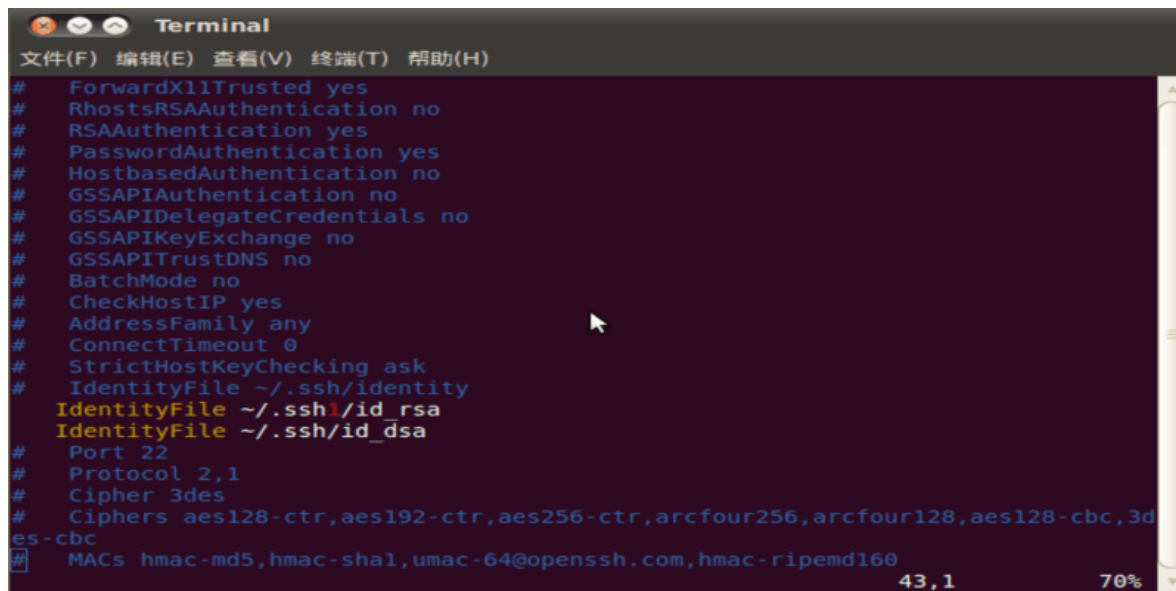 Terminal
文件(F) 编辑(E) 查看(V) 终端(T) 帮助(H)
#   ForwardX11Trusted yes
#   RhostsRSAAuthentication no
#   RSAAuthentication yes
#   PasswordAuthentication yes
#   HostbasedAuthentication no
#   GSSAPIAuthentication no
#   GSSAPIDelegateCredentials no
#   GSSAPIKeyExchange no
#   GSSAPITrustDNS no
#   BatchMode no
#   CheckHostIP yes
#   AddressFamily any
#   ConnectTimeout 0
#   StrictHostKeyChecking ask
#   IdentityFile ~/.ssh/identity
   IdentityFile ~/.ssh1/id_rsa
   IdentityFile ~/.ssh/id_dsa
#   Port 22
#   Protocol 2,1
#   Cipher 3des
#   Ciphers aes128-ctr,aes192-ctr,aes256-ctr,arcfour256,arcfour128,aes128-cbc,3d
es-cbc
#   MACs hmac-md5,hmac-sha1,umac-64@openssh.com,hmac-ripemd160
43,1 70%